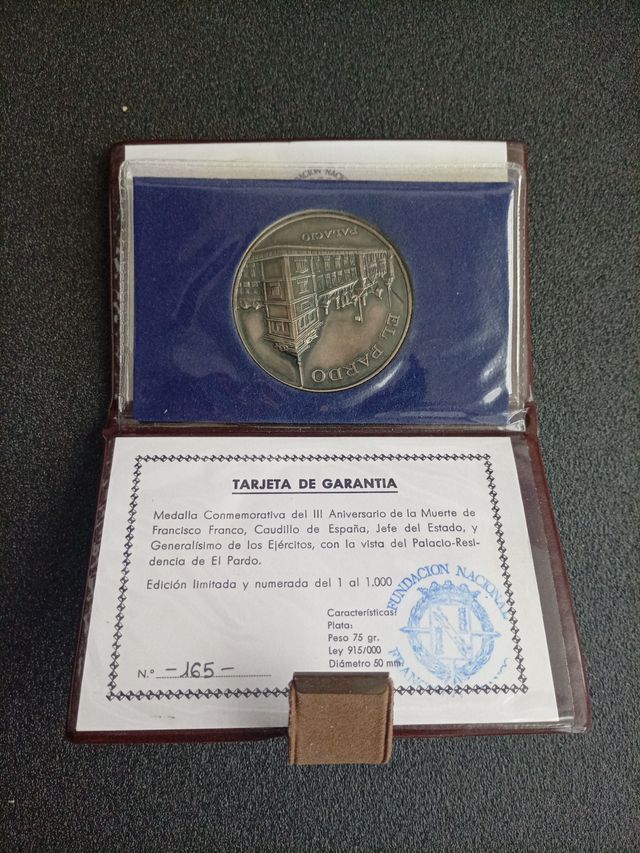 FUNDACION NAC
PALACIO
EL PARDO
TARJETA DE GARANTIA
Medalla Conmemorativa del III Aniversario de la Muerte de
Francisco Franco, Caudillo de España, Jefe del Estado, y
Generalísimo de los Ejércitos, con la vista del Palacio-Resi-
dencia de El Pardo.
Edición limitada y numerada del 1 al 1.000
Características:
Plata:
Peso 75 gr.
Ley 915/000
Diámetro 50 mm.
N.º -165-
FUNDACION NACIONAL
N